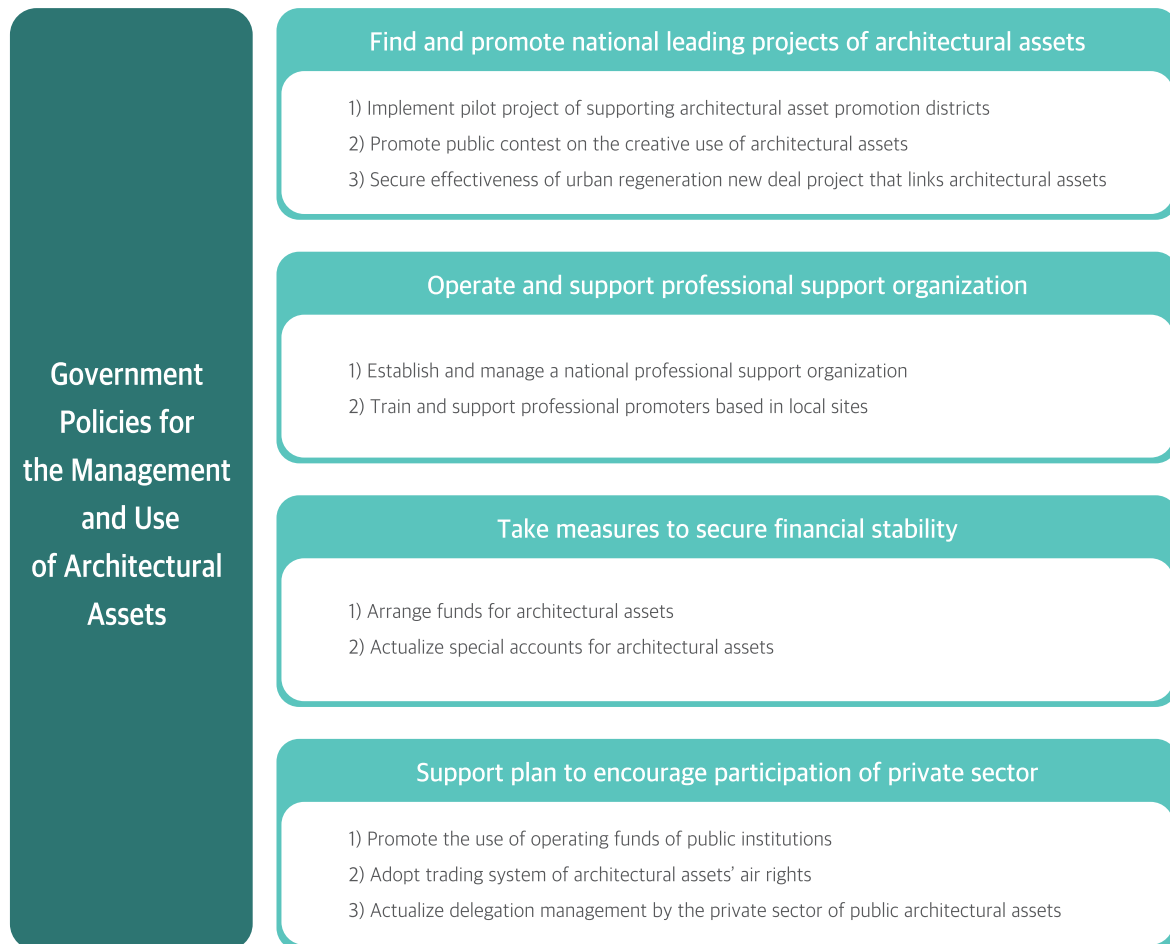 Government
Policies for
the Management
and Use
of Architectural
Assets
Find and promote national leading projects of architectural assets
1) Implement pilot project of supporting architectural asset promotion districts
2) Promote public contest on the creative use of architectural assets
3) Secure effectiveness of urban regeneration new deal project that links architectural assets
Operate and support professional support organization
1) Establish and manage a national professional support organization
2) Train and support professional promoters based in local sites
Take measures to secure financial stability
1) Arrange funds for architectural assets
2) Actualize special accounts for architectural assets
Support plan to encourage participation of private sector
1) Promote the use of operating funds of public institutions
2) Adopt trading system of architectural assets’ air rights
3) Actualize delegation management by the private sector of public architectural assets